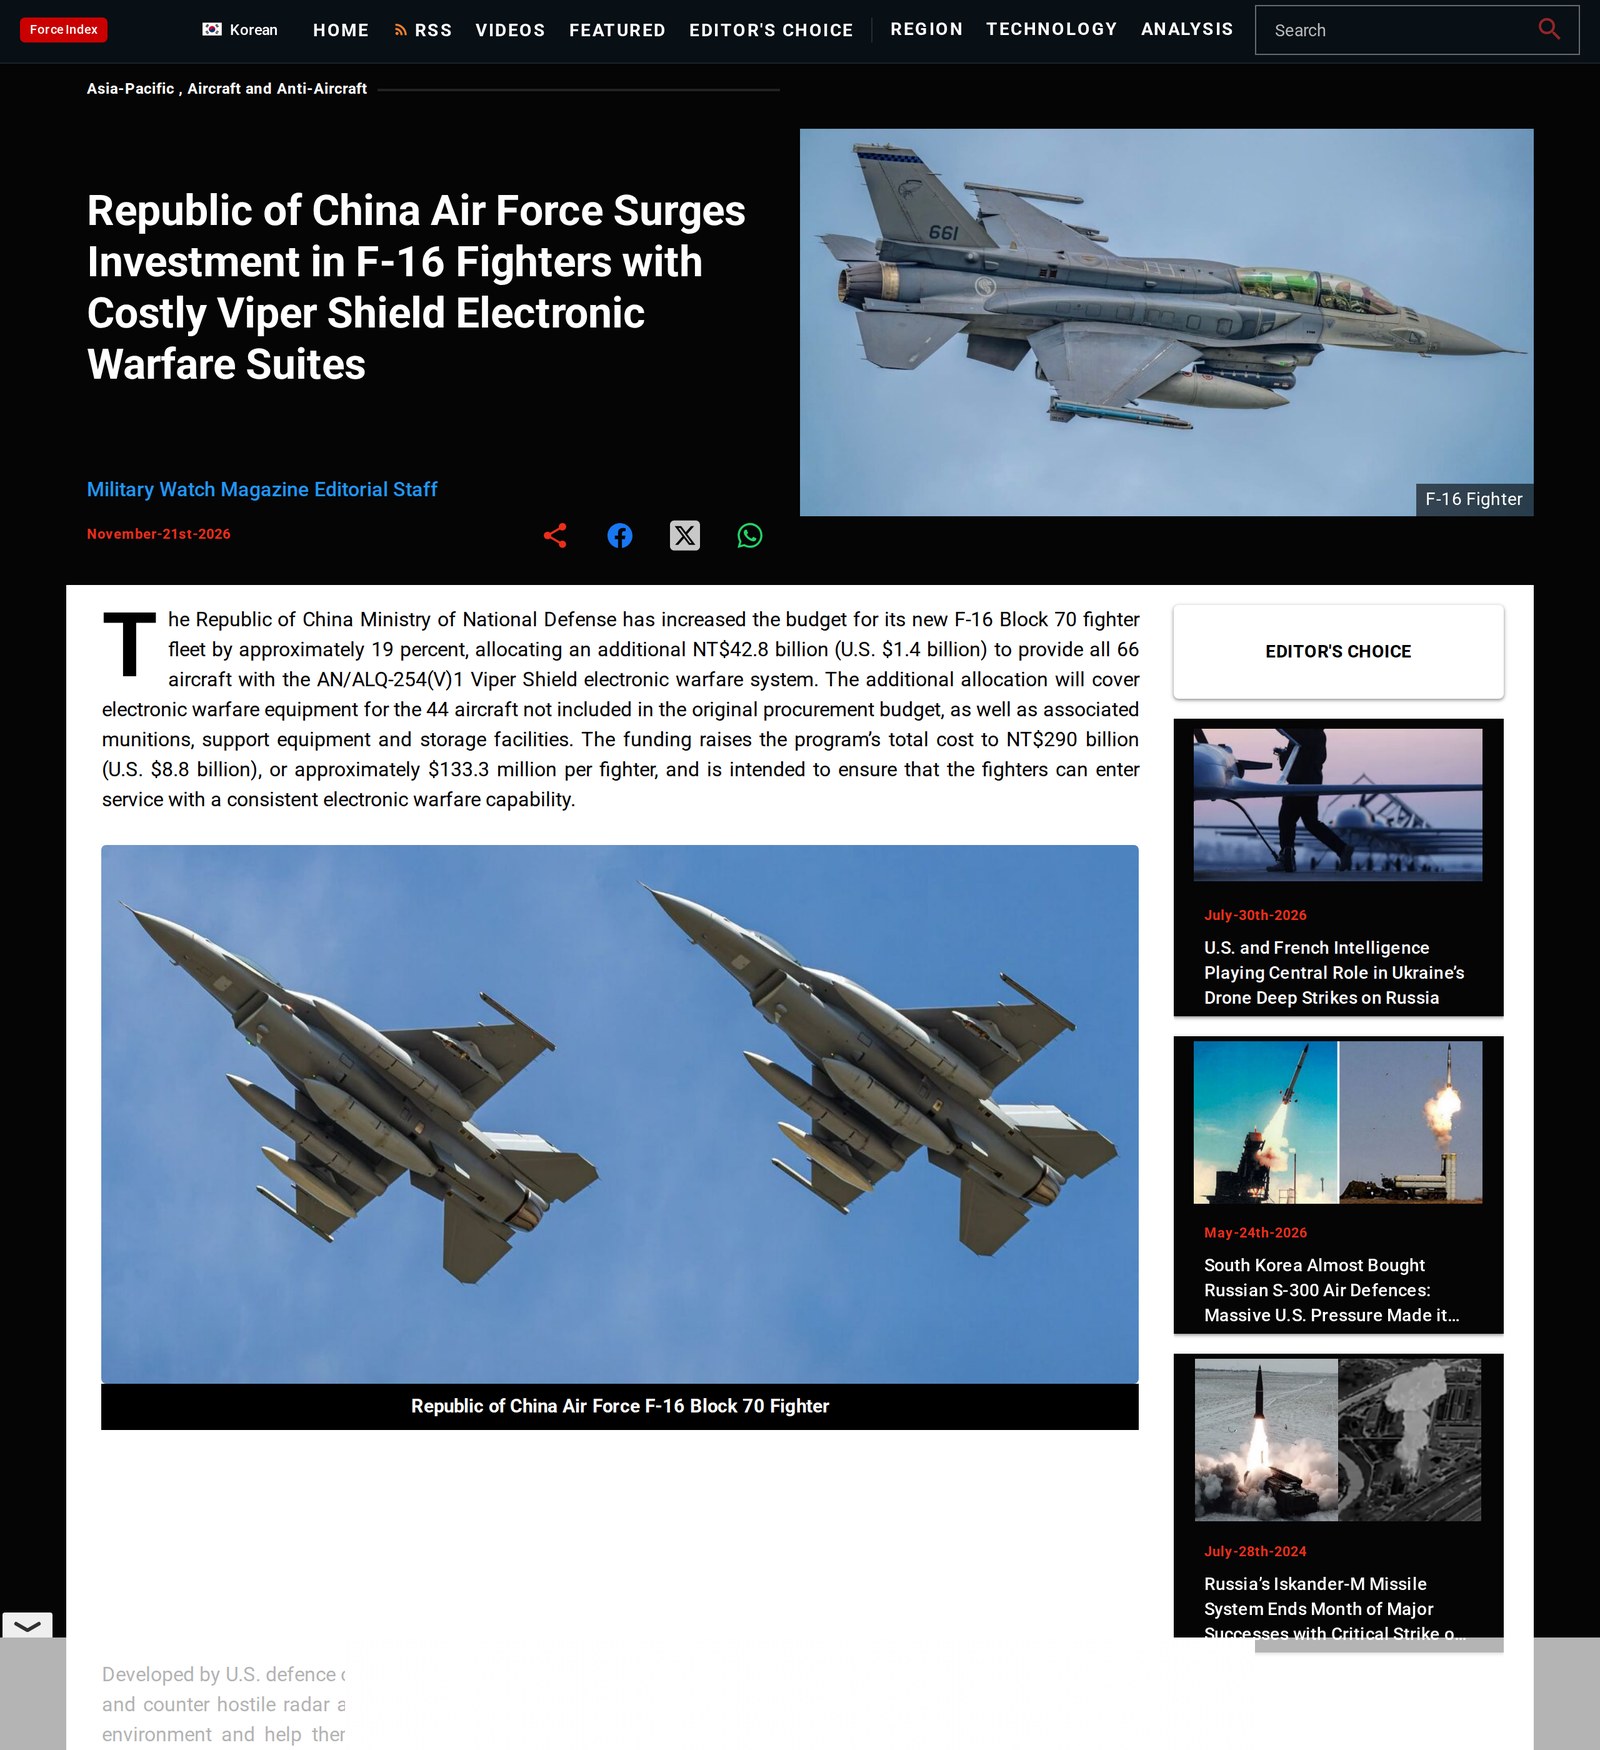 Force Index
Korean
HOME
RSS
VIDEOS
FEATURED
EDITOR'S CHOICE
REGION
TECHNOLOGY
ANALYSIS
Search
Asia-Pacific , Aircraft and Anti-Aircraft
Republic of China Air Force Surges
Investment in F-16 Fighters with
Costly Viper Shield Electronic
Warfare Suites
661
F-16 Fighter
Military Watch Magazine Editorial Staff
November-21st-2026
The Republic of China Ministry of National Defense has increased the budget for its new F-16 Block 70 fighter
fleet by approximately 19 percent, allocating an additional NT$42.8 billion (U.S. $1.4 billion) to provide all 66
aircraft with the AN/ALQ-254(V)1 Viper Shield electronic warfare system. The additional allocation will cover
electronic warfare equipment for the 44 aircraft not included in the original procurement budget, as well as associated
munitions, support equipment and storage facilities. The funding raises the program’s total cost to NT$290 billion
(U.S. $8.8 billion), or approximately $133.3 million per fighter, and is intended to ensure that the fighters can enter
service with a consistent electronic warfare capability.
Republic of China Air Force F-16 Block 70 Fighter
Developed by U.S. defence
and counter hostile radar a
environment and help ther
EDITOR'S CHOICE
July-30th-2026
U.S. and French Intelligence
Playing Central Role in Ukraine’s
Drone Deep Strikes on Russia
May-24th-2026
South Korea Almost Bought
Russian S-300 Air Defences:
Massive U.S. Pressure Made it...
July-28th-2024
Russia’s Iskander-M Missile
System Ends Month of Major
Successes with Critical Strike o...